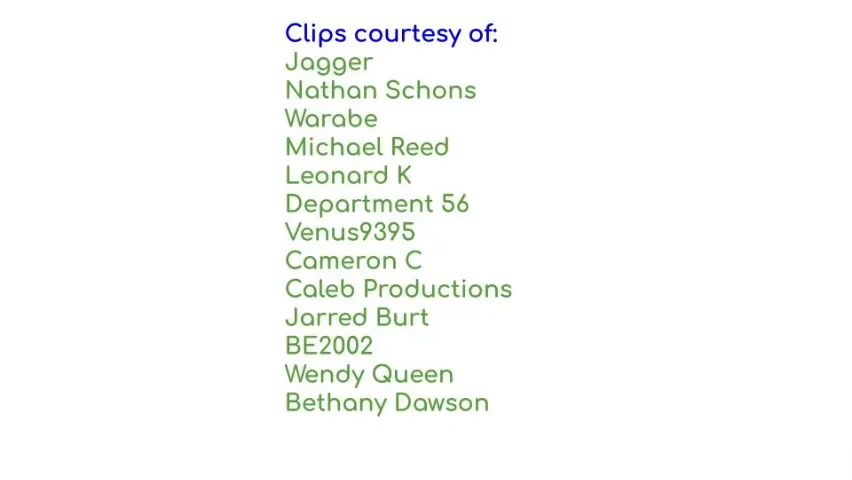 Clips courtesy of:
Jagger
Nathan Schons
Warabe
Michael Reed
Leonard K
Department 56
Venus9395
Cameron C
Caleb Productions
Jarred Burt
BE2002
Wendy Queen
Bethany Dawson